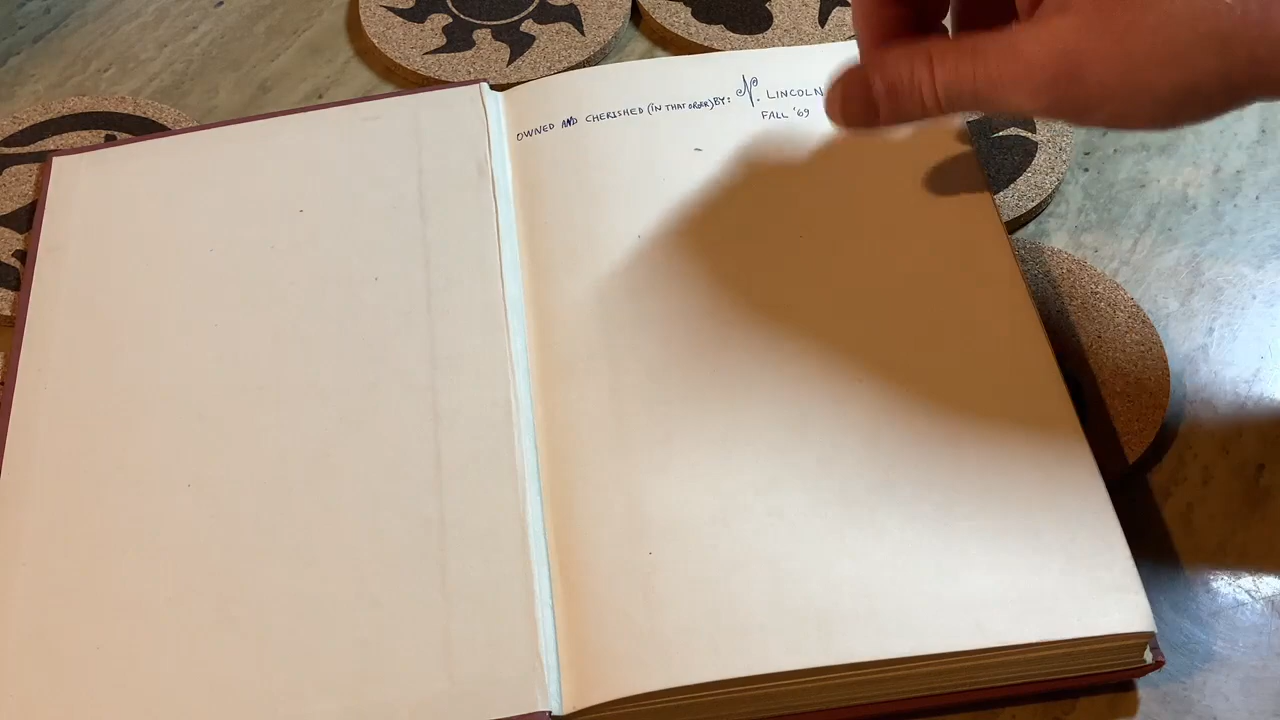 OWNED AND CHERISHED (IN THAT ORDER) BY: N. LINCOLN
FALL '69